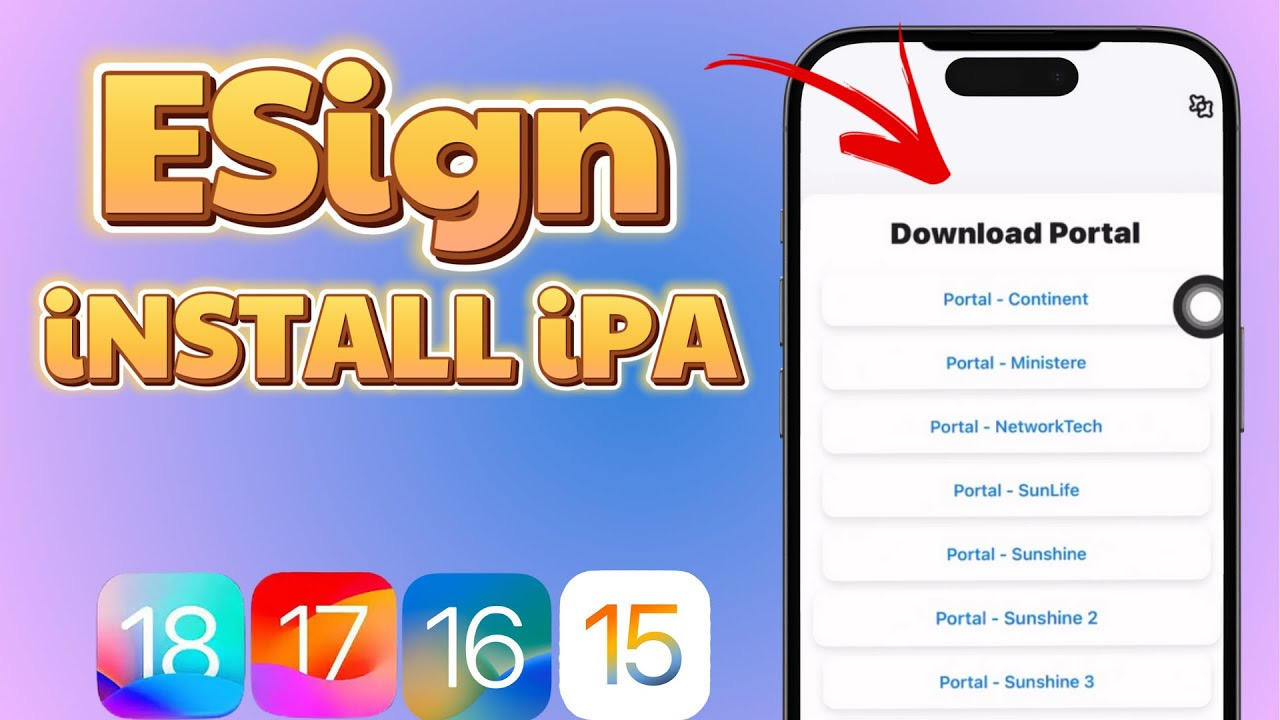 ESign
iNSTALL iPA
18
17
16
15
Download Portal
Portal - Continent
Portal - Ministere
Portal - NetworkTech
Portal - SunLife
Portal - Sunshine
Portal - Sunshine 2
Portal - Sunshine 3